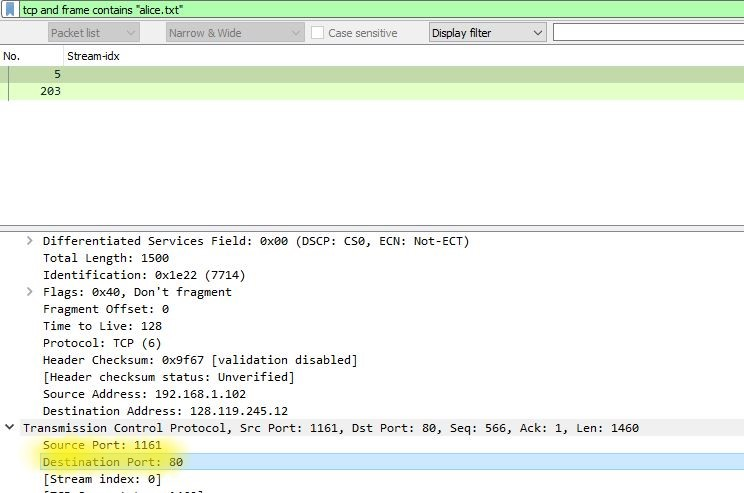 tcp and frame contains "alice.txt"
Packet list Narrow & Wide Case sensitive Display filter
No. Stream-idx
5
203
Differentiated Services Field: 0x00 (DSCP: CS0, ECN: Not-ECT)
Total Length: 1500
Identification: 0x1e22 (7714)
Flags: 0x40, Don't fragment
Fragment Offset: 0
Time to Live: 128
Protocol: TCP (6)
Header Checksum: 0x9f67 [validation disabled]
[Header checksum status: Unverified]
Source Address: 192.168.1.102
Destination Address: 128.119.245.12
Transmission Control Protocol, Src Port: 1161, Dst Port: 80, Seq: 566, Ack: 1, Len: 1460
Source Port: 1161
Destination Port: 80
[Stream index: 0]